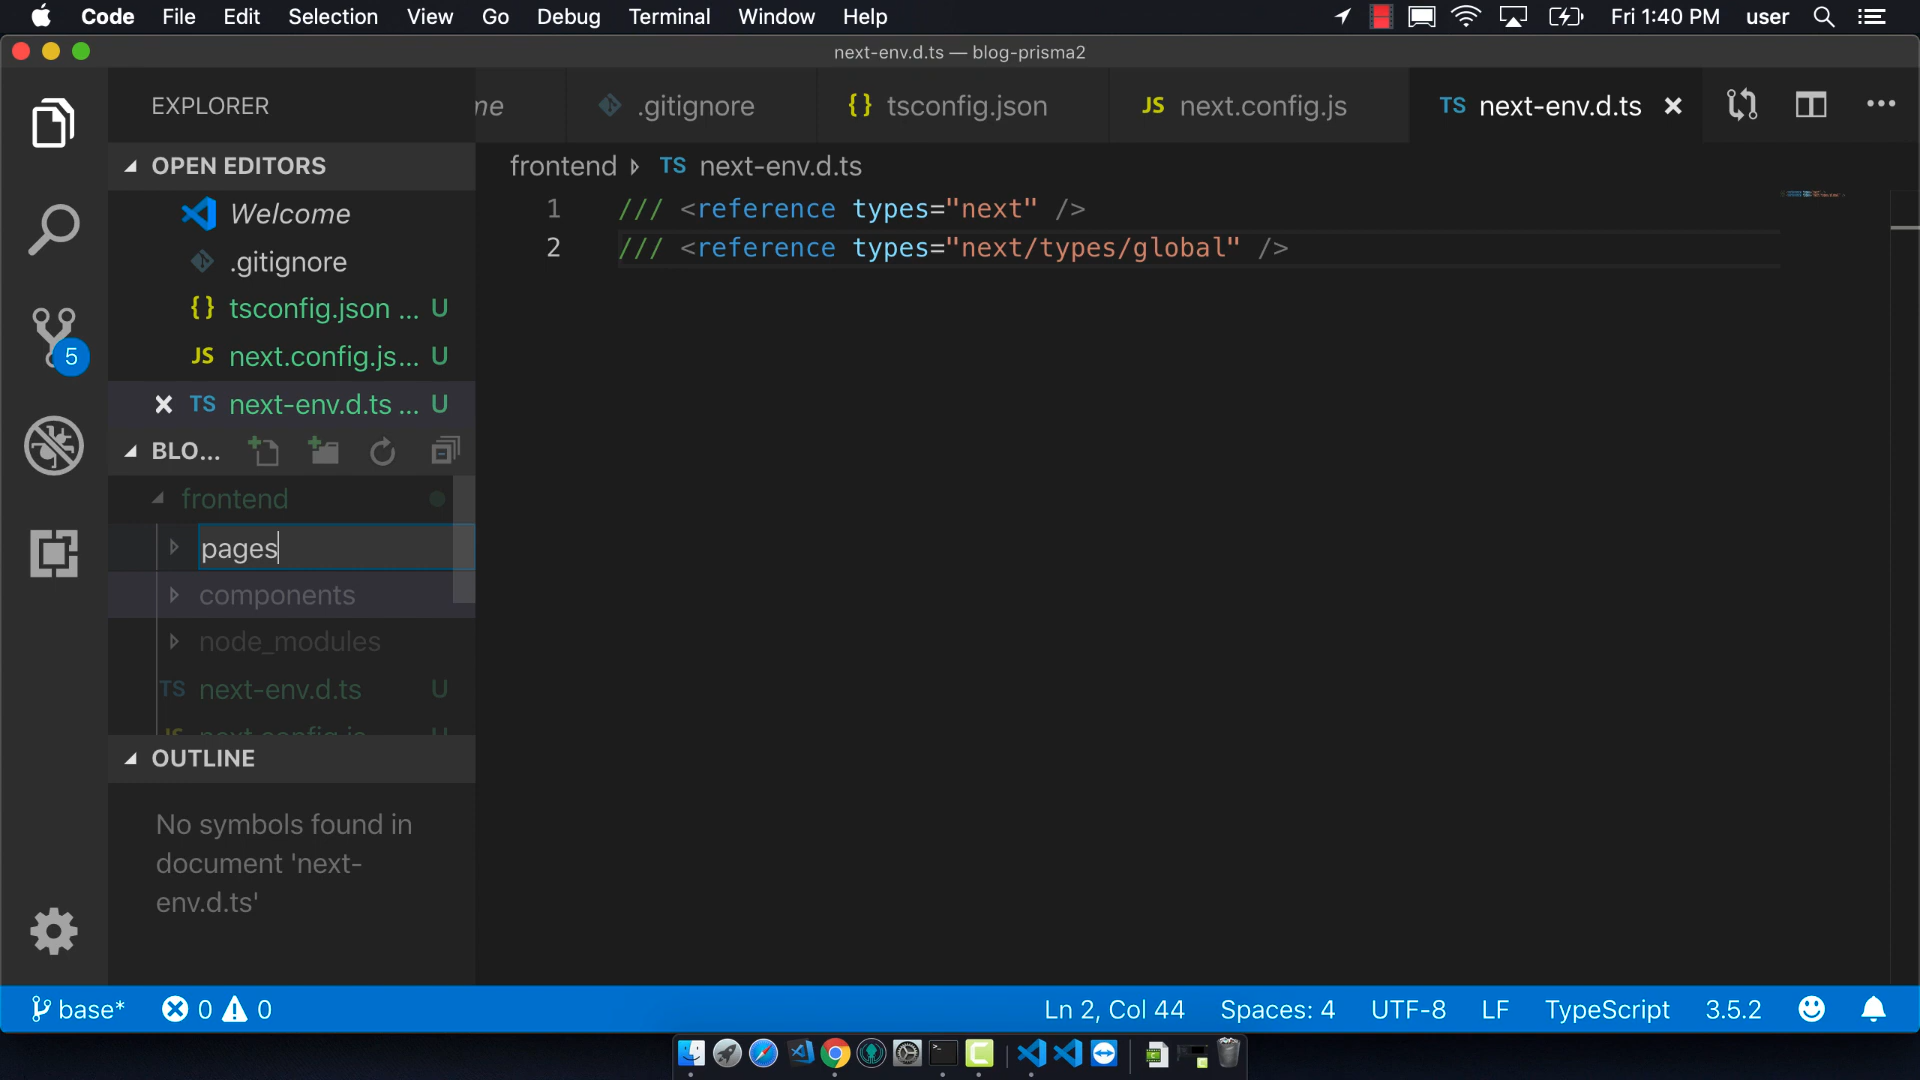 Code File Edit Selection View Go Debug Terminal Window Help Fri 1:40 PM user
next-env.d.ts — blog-prisma2
EXPLORER
me .gitignore {} tsconfig.json JS next.config.js TS next-env.d.ts
OPEN EDITORS
Welcome
.gitignore
{} tsconfig.json ... U
JS next.config.js... U
TS next-env.d.ts ... U
5
BLO...
frontend
pages
components
node_modules
TS next-env.d.ts U
JS next.config.js U
OUTLINE
No symbols found in
document 'next-
env.d.ts'
frontend TS next-env.d.ts
1 /// <reference types="next" />
2 /// <reference types="next/types/global" />
base* 0 0 Ln 2, Col 44 Spaces: 4 UTF-8 LF TypeScript 3.5.2